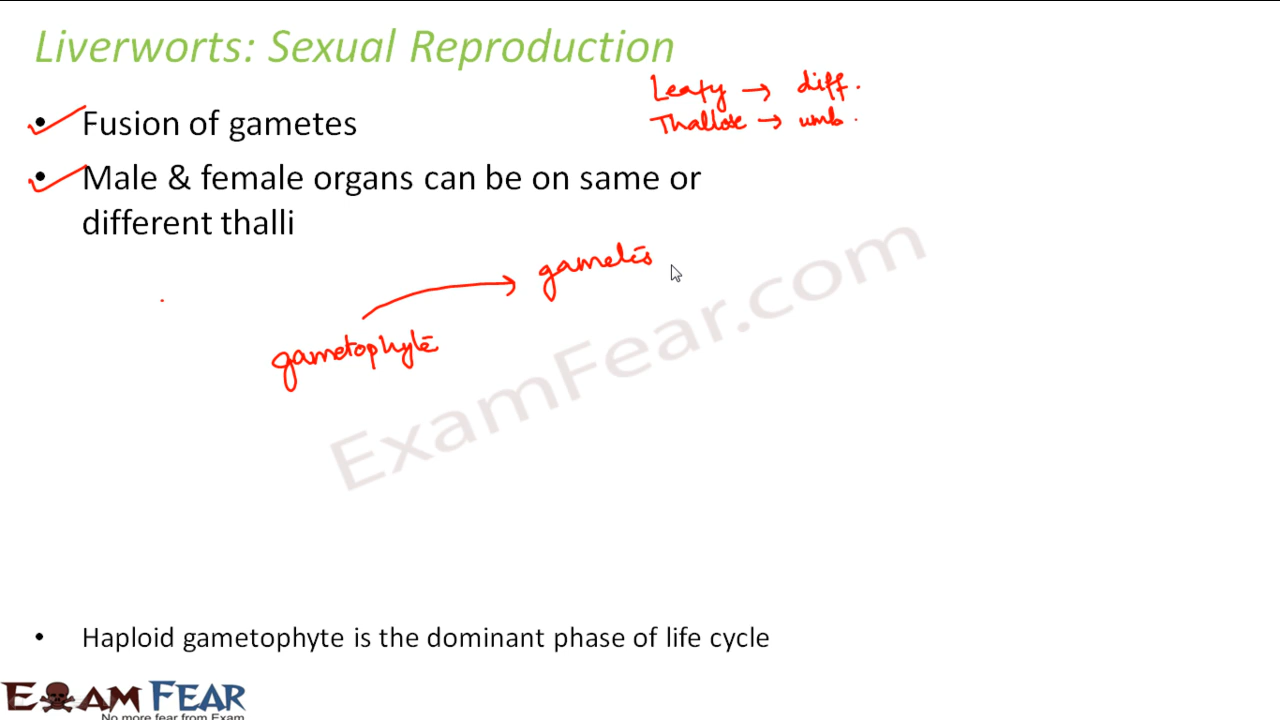 Liverworts: Sexual Reproduction
Leafy → diff.
• Fusion of gametes
Thallose → umb.
• Male & female organs can be on same or
different thalli
gametes
gametophyte
ExamFear.com
• Haploid gametophyte is the dominant phase of life cycle
EXAM FEAR
No more fear from Exam